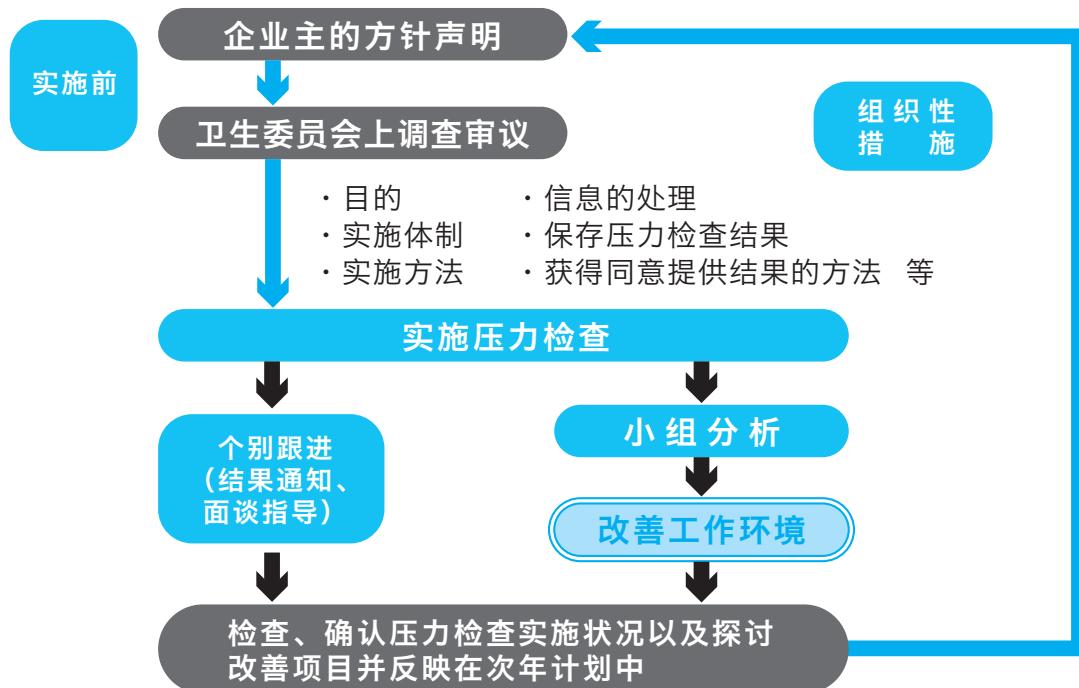 企业主的方针声明
实施前
卫生委员会上调查审议
组织性
措施
・目的
・信息的处理
・实施体制
・保存压力检查结果
・实施方法
・获得同意提供结果的方法 等
实施压力检查
个别跟进
（结果通知、
面谈指导）
小组分析
改善工作环境
检查、确认压力检查实施状况以及探讨
改善项目并反映在次年计划中